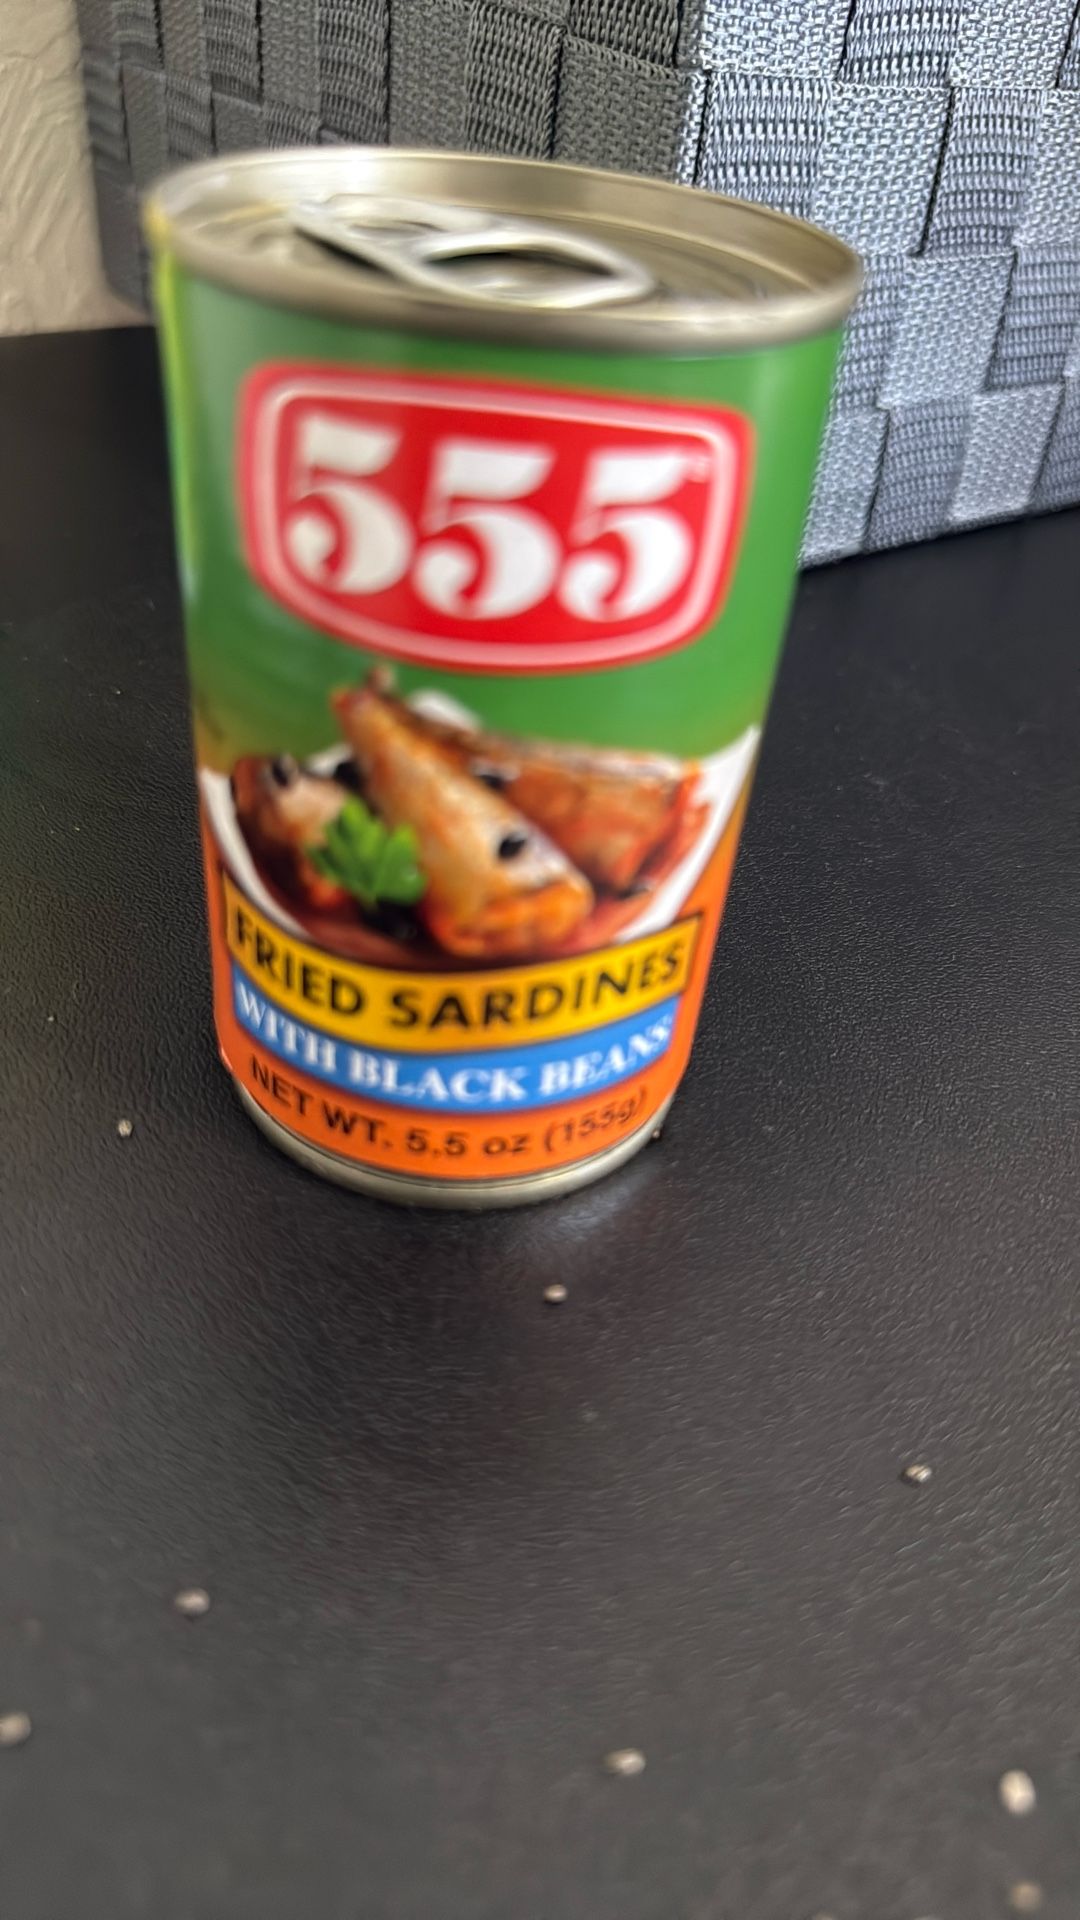 555
FRIED SARDINES
WITH BLACK BEANS
NET WT. 5.5 oz (155g)